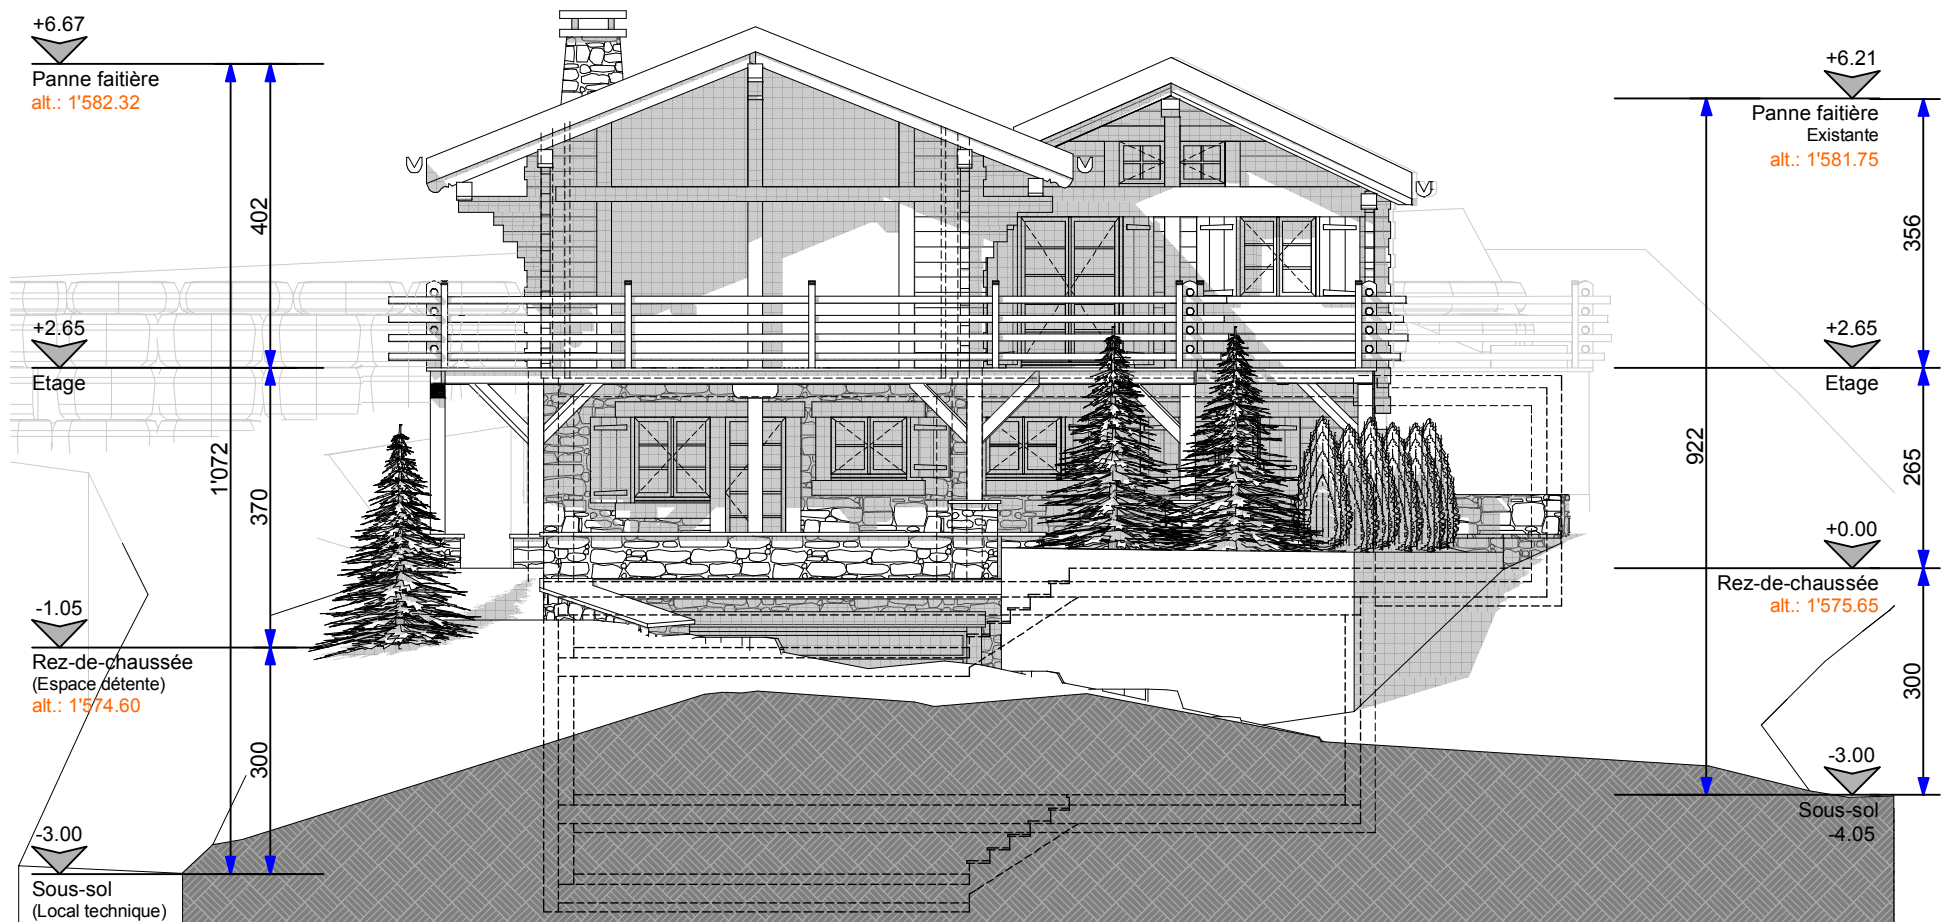 +6.67
Panne faitière
alt.: 1'582.32
402
+2.65
Etage
1'072
370
-1.05
Rez-de-chaussée
(Espace détente)
alt.: 1'574.60
300
-3.00
Sous-sol
(Local technique)
+6.21
Panne faitière
Existante
alt.: 1'581.75
356
+2.65
Etage
922
265
+0.00
Rez-de-chaussée
alt.: 1'575.65
300
-3.00
Sous-sol
-4.05